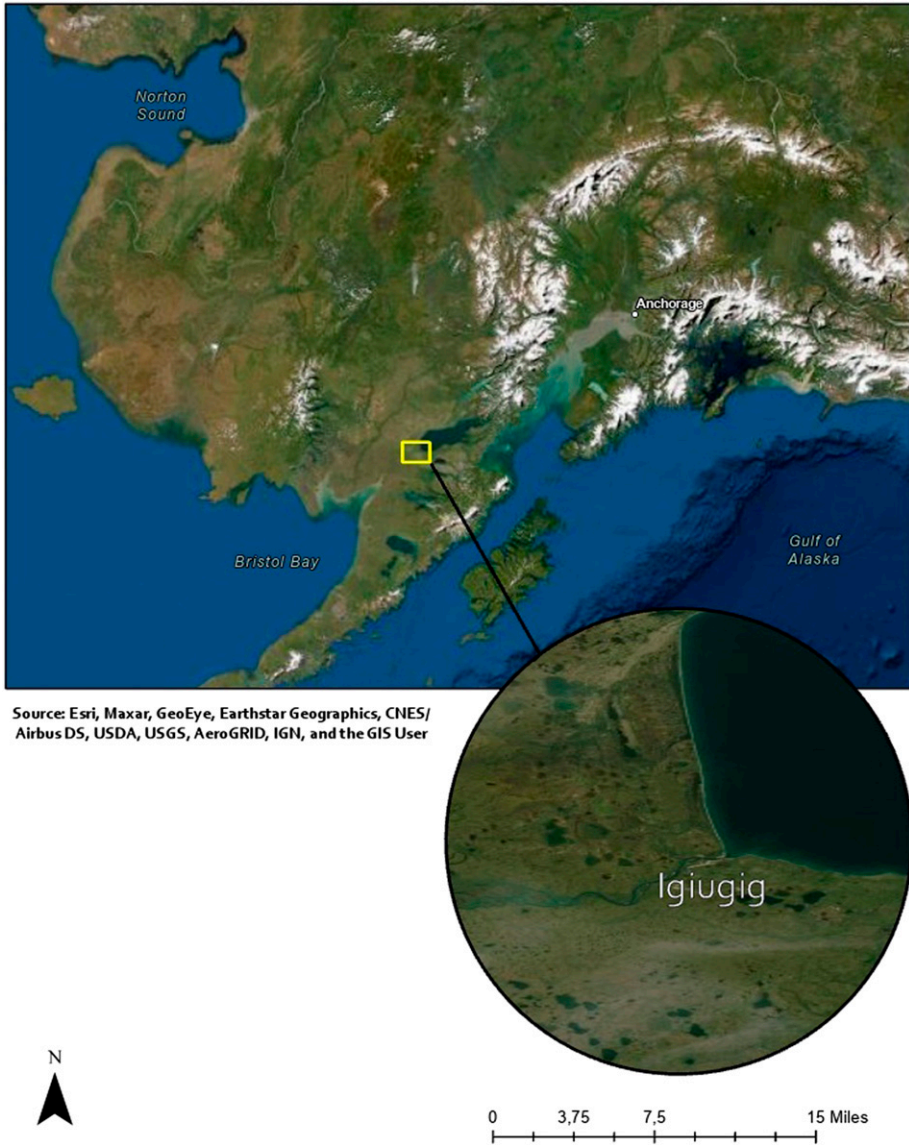 Norton
Sound
Anchorage
Gulf of
Alaska
Bristol Bay
Source: Esri, Maxar, GeoEye, Earthstar Geographics, CNES/
Airbus DS, USDA, USGS, AeroGRID, IGN, and the GIS User
Igiugig
N
0 3,75 7,5 15 Miles